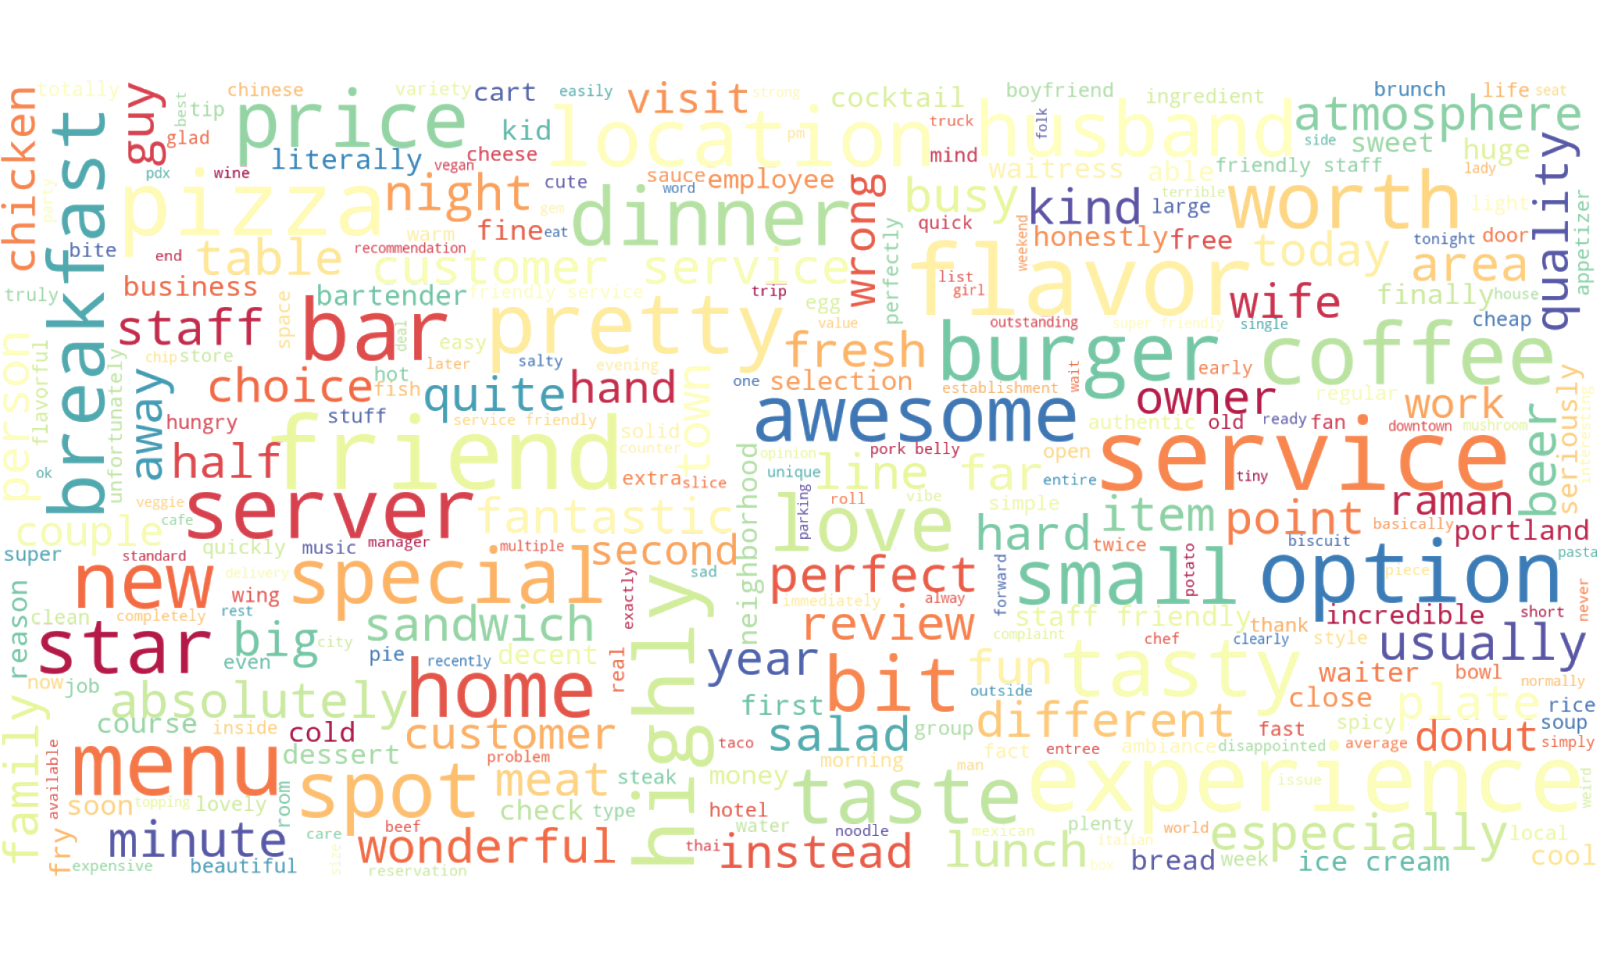 totally
chinese
variety
cart
easily
visit
strong
cocktail
boyfriend
ingredient
brunch
life
seat
chicken
breakfast
guy
best
tip
glad
price
kid
location
pm
truck
husband
folk
atmosphere
side
sweet
huge
quality
literally
cheese
vegan
pdx
wine
party
pizza
night
cute
sauce
employee
word
mind
waitress
able
friendly staff
lady
gem
dinner
wrong
busy
kind
terrible
large
worth
light
appetizer
bite
end
table
recommendation
warm
fine
eat
perfectly
quick
weekend
honestly
free
today
tonight
door
area
truly
business
customer service
friendly service
trip
egg
list
girl
flavor
wife
finally
house
space
bartender
deal
staff
bar
pretty
value
outstanding
super friendly
single
cheap
person
flavorful
chip
store
easy
later
salty
evening
fresh
burger
wait
early
coffee
unfortunately
away
choice
hot
fish
quite
hand
one
selection
establishment
owner
regular
work
seriously
interesting
hungry
stuff
service friendly
solid
counter
town
awesome
authentic
old
ready
fan
downtown
mushroom
beer
ok
half
friend
extra
slice
neighborhood
opinion
unique
pork belly
line
far
open
entire
service
tiny
veggie
server
fantastic
parking
roll
vibe
simple
item
raman
couple
cafe
love
hard
point
basically
portland
super
standard
quickly
music
manager
multiple
second
twice
biscuit
pasta
new
delivery
special
exactly
sad
perfect
forward
small
potato
option
piece
reason
clean
completely
wing
rest
highly
immediately
alway
staff friendly
incredible
short
never
star
big
city
sandwich
review
complaint
chef
clearly
thank
style
usually
even
pie
recently
decent
real
year
fun
tasty
waiter
bowl
normally
now
job
absolutely
home
bit
outside
close
plate
rice
family
course
inside
cold
customer
first
salad
group
different
fast
spicy
soup
available
menu
dessert
problem
taco
fact
entree
ambiance
disappointed
average
donut
simply
soon
topping
lovely
room
spot
meat
steak
money
morning
man
experience
issue
weird
check
type
hotel
taste
fry
minute
care
beef
water
noodle
mexican
plenty
italian
world
especially
local
expensive
beautiful
size
wonderful
reservation
thai
instead
lunch
box
bread
week
ice cream
cool